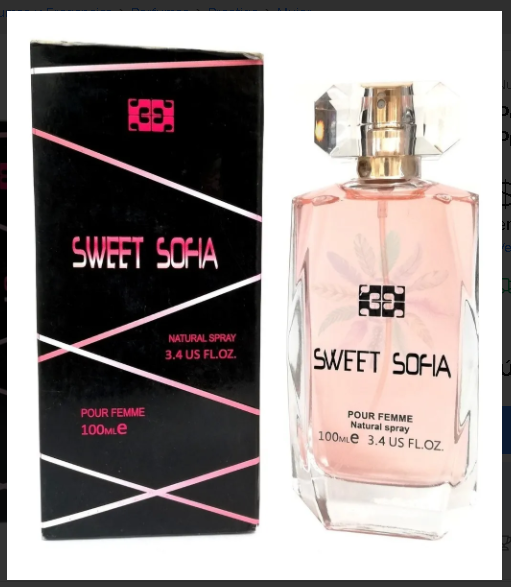 SWEET SOFIA
NATURAL SPRAY
3.4 US FL.OZ.
POUR FEMME
100MLe
SWEET SOFIA
POUR FEMME
Natural spray
100MLe 3.4 US FL.OZ.